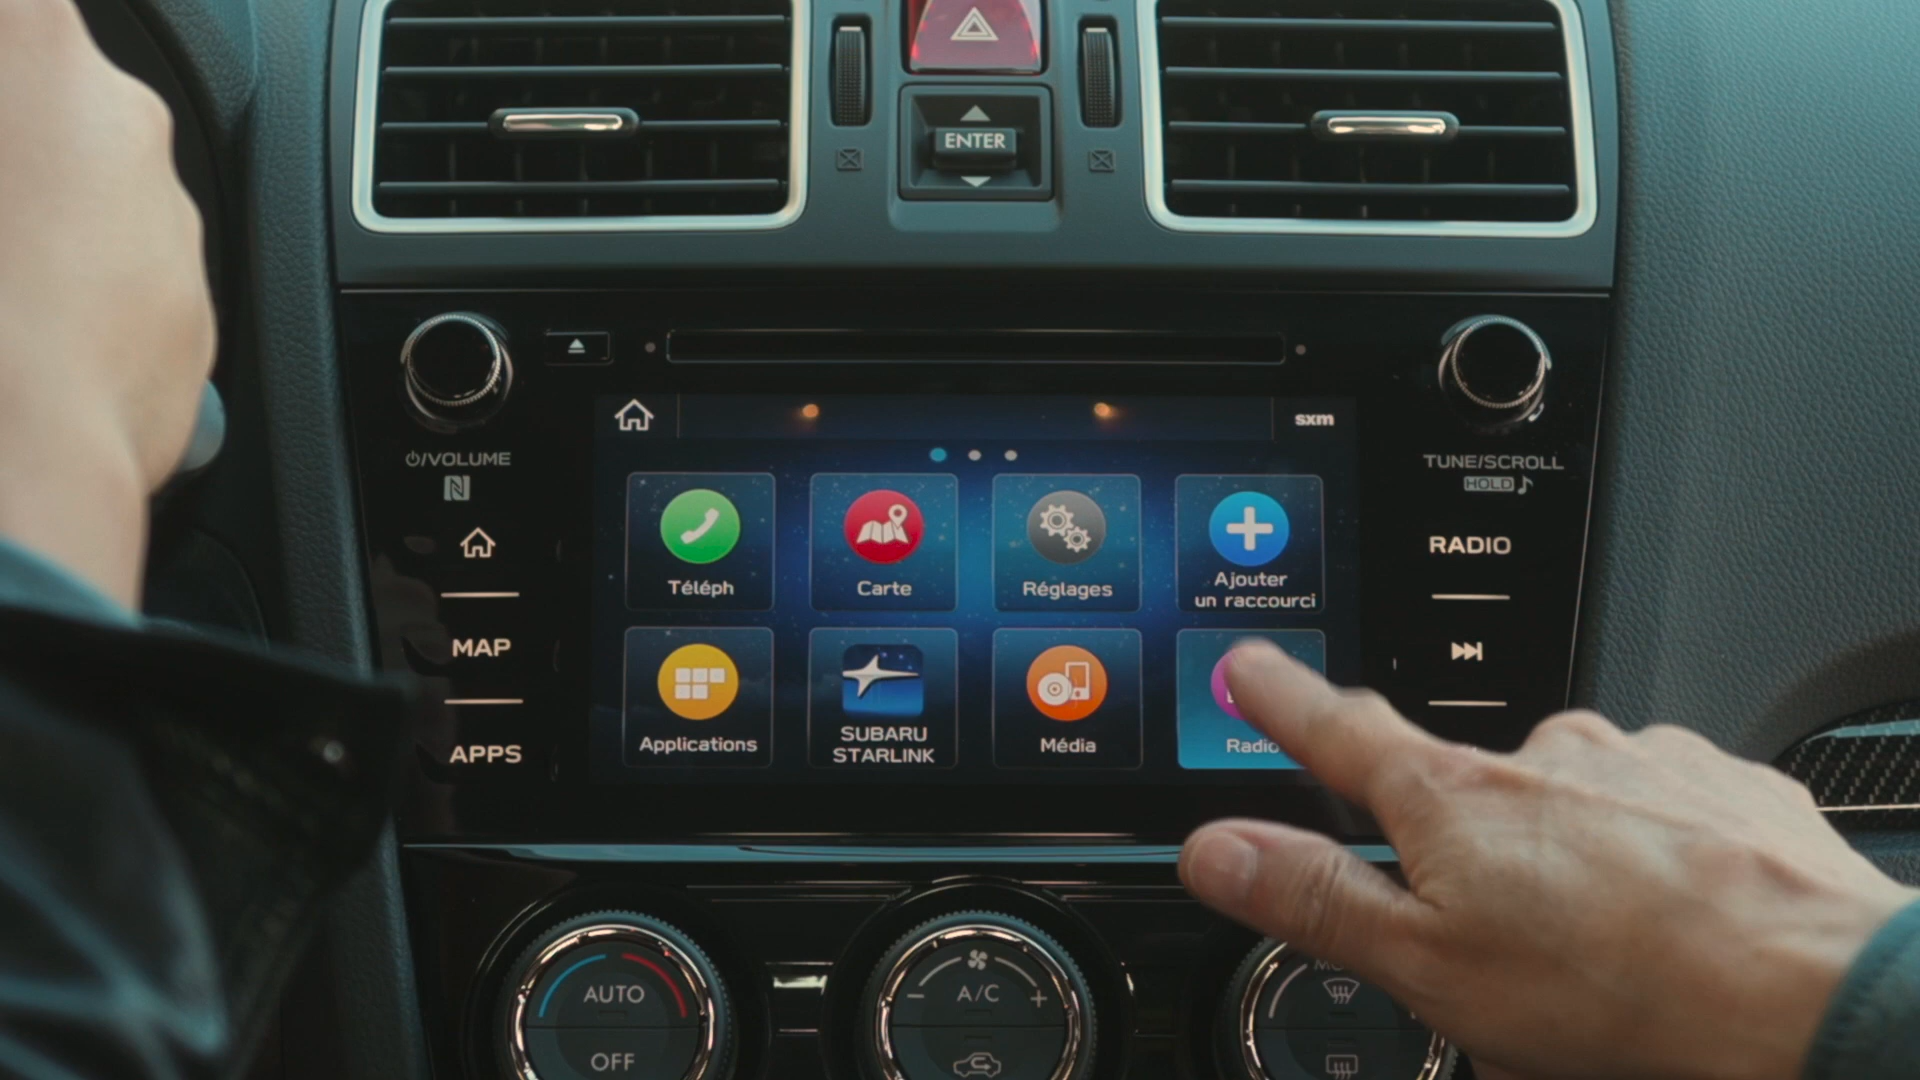 ENTER
VOLUME
TUNE/SCROLL
HOLD
sxm
RADIO
MAP
APPS
Téléph
Carte
Réglages
Ajouter
un raccourci
Applications
SUBARU
STARLINK
Média
Radio
AUTO
OFF
A/C